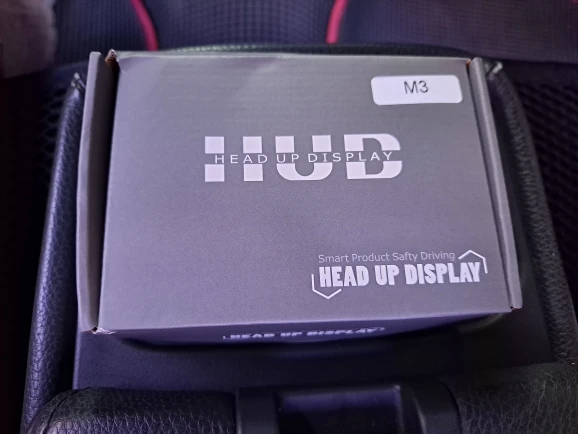 M3
HUD
HEAD UP DISPLAY
Smart Product Safty Driving
HEAD UP DISPLAY
HEAD UP DISPLAY